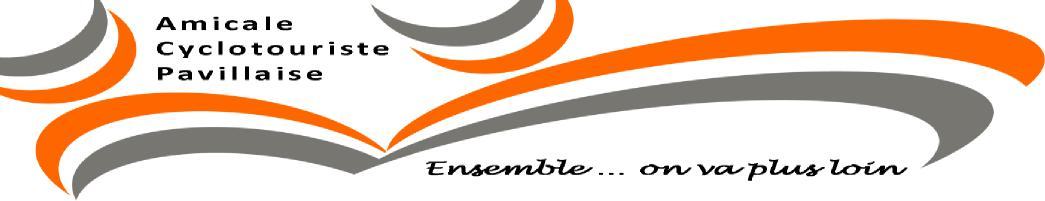 Amicale
Cyclotouriste
Pavillaise
Ensemble ... on va plus loin